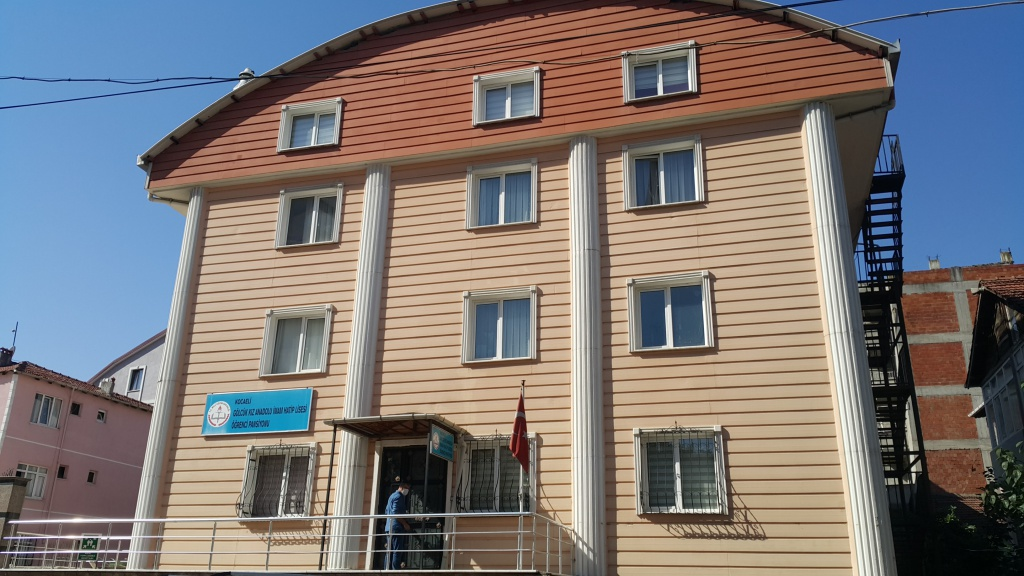 KOCAELİ
GÖLCÜK KIZ ANADOLU İMAM HATİP LİSESİ
ÖĞRENCİ PANSİYONU